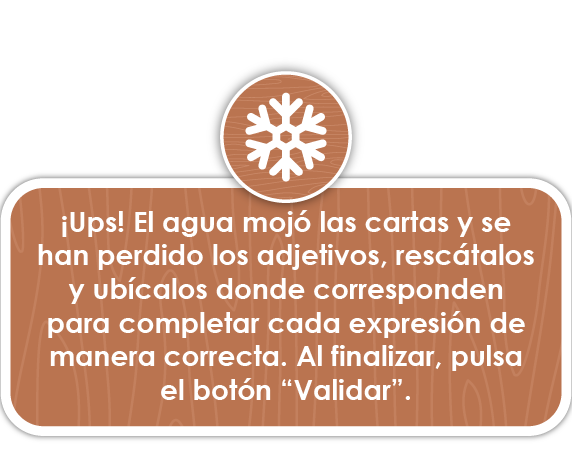 ¡Ups! El agua mojó las cartas y se
han perdido los adjetivos, rescátalos
y ubícalos donde corresponden
para completar cada expresión de
manera correcta. Al finalizar, pulsa
el botón “Validar”.